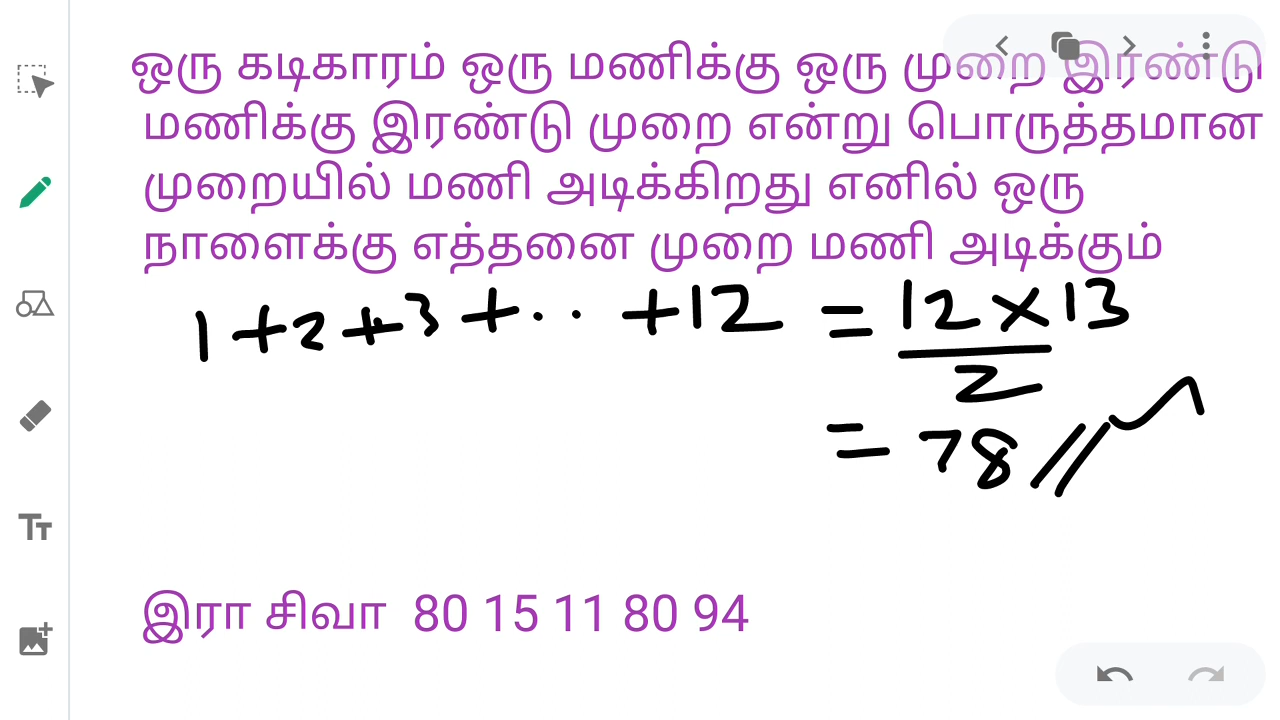 ஒரு கடிகாரம் ஒரு மணிக்கு ஒரு முறை இரண்டு
மணிக்கு இரண்டு முறை என்று பொருத்தமான
முறையில் மணி அடிக்கிறது எனில் ஒரு
நாளைக்கு எத்தனை முறை மணி அடிக்கும்
1+2+3+..+12 = 12×13
2
= 78//
இரா சிவா 80 15 11 80 94
Tт